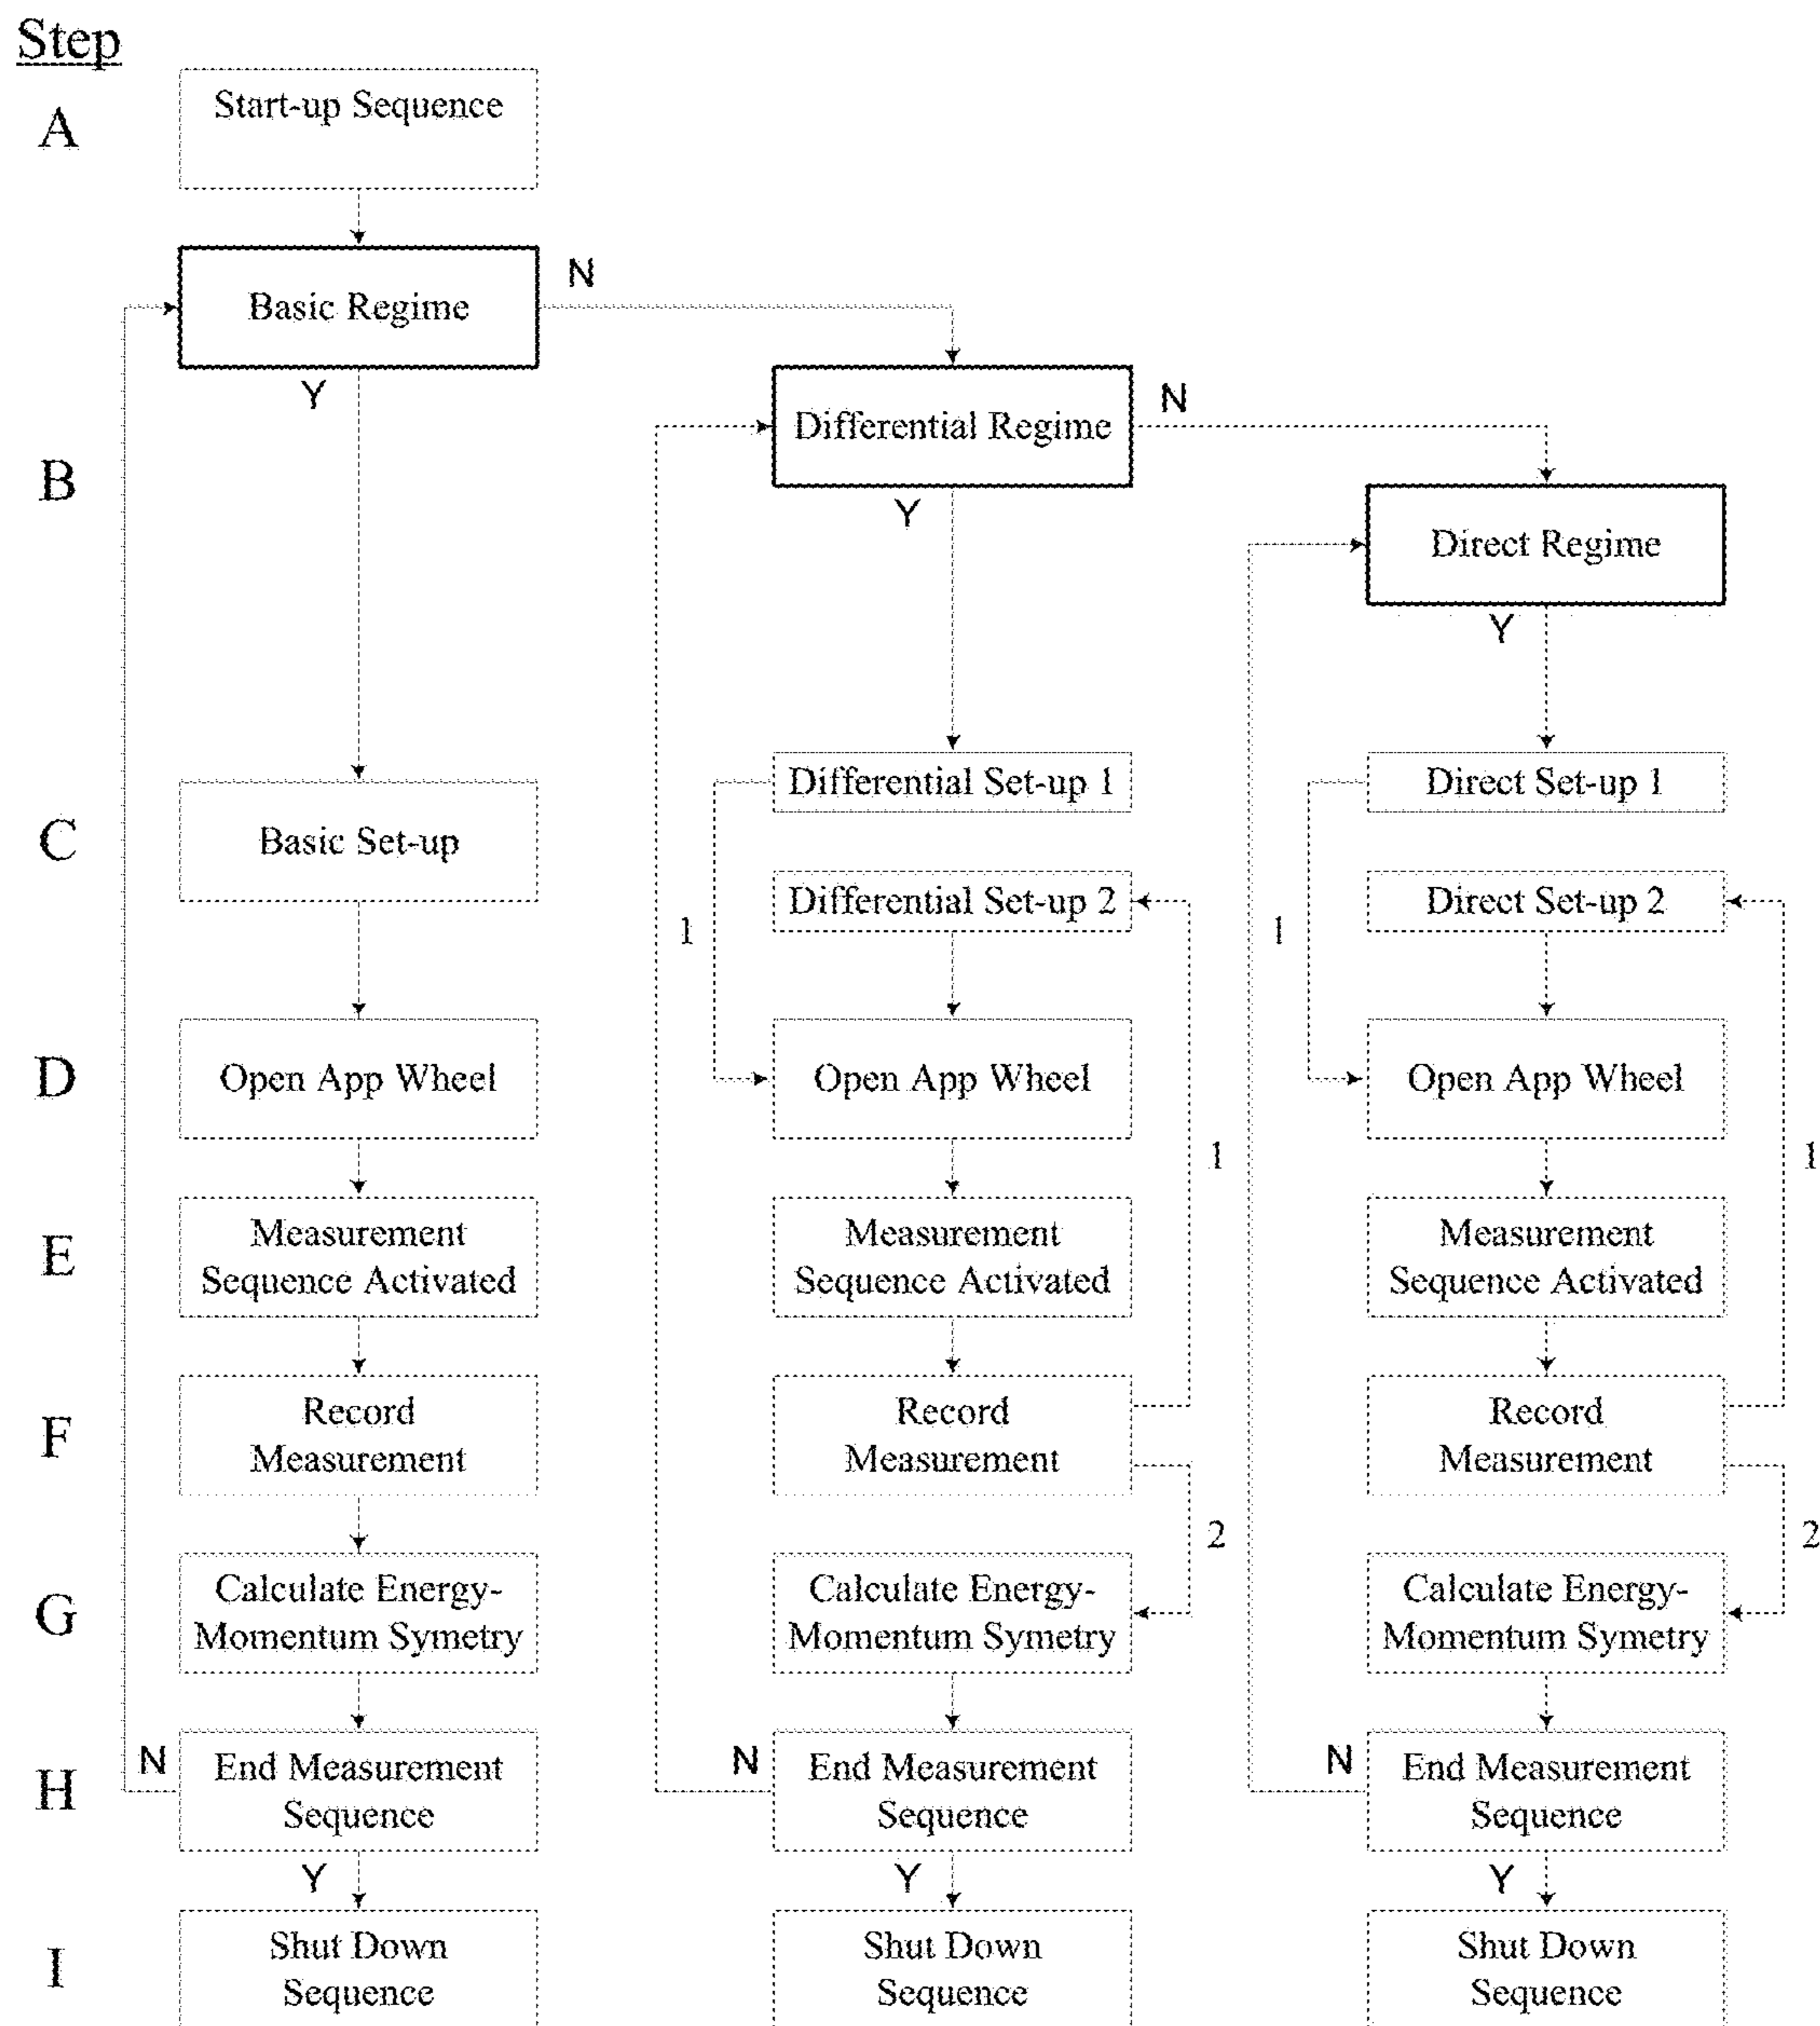 Step
A
Start-up Sequence
Basic Regime
N
Y
B
Differential Regime
N
Y
Direct Regime
Y
C
Basic Set-up
Differential Set-up 1
Direct Set-up 1
Differential Set-up 2
Direct Set-up 2
1
1
D
Open App Wheel
Open App Wheel
Open App Wheel
1
1
E
Measurement
Sequence Activated
Measurement
Sequence Activated
Measurement
Sequence Activated
F
Record
Measurement
Record
Measurement
Record
Measurement
2
2
G
Calculate Energy-
Momentum Symetry
Calculate Energy-
Momentum Symetry
Calculate Energy-
Momentum Symetry
H
N
End Measurement
Sequence
N
End Measurement
Sequence
N
End Measurement
Sequence
Y
Y
Y
I
Shut Down
Sequence
Shut Down
Sequence
Shut Down
Sequence